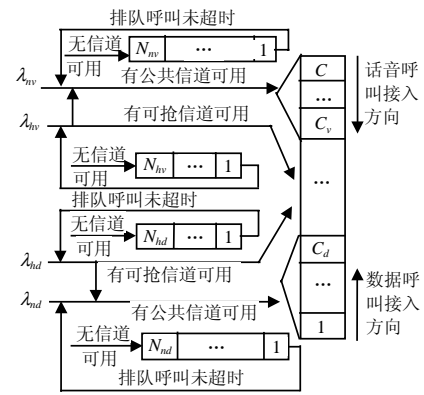 排队呼叫未超时
无信道
可用
N_nv ... 1
λ_nv
有公共信道可用
C
...
C_v
...
C_d
...
1
话音呼
叫接入
方向
λ_hv
有可抢信道可用
无信道
可用
N_hv ... 1
排队呼叫未超时
无信道
可用
N_hd ... 1
λ_hd
有可抢信道可用
λ_nd
有公共信道可用
数据呼
叫接入
方向
无信道
可用
N_nd ... 1
排队呼叫未超时